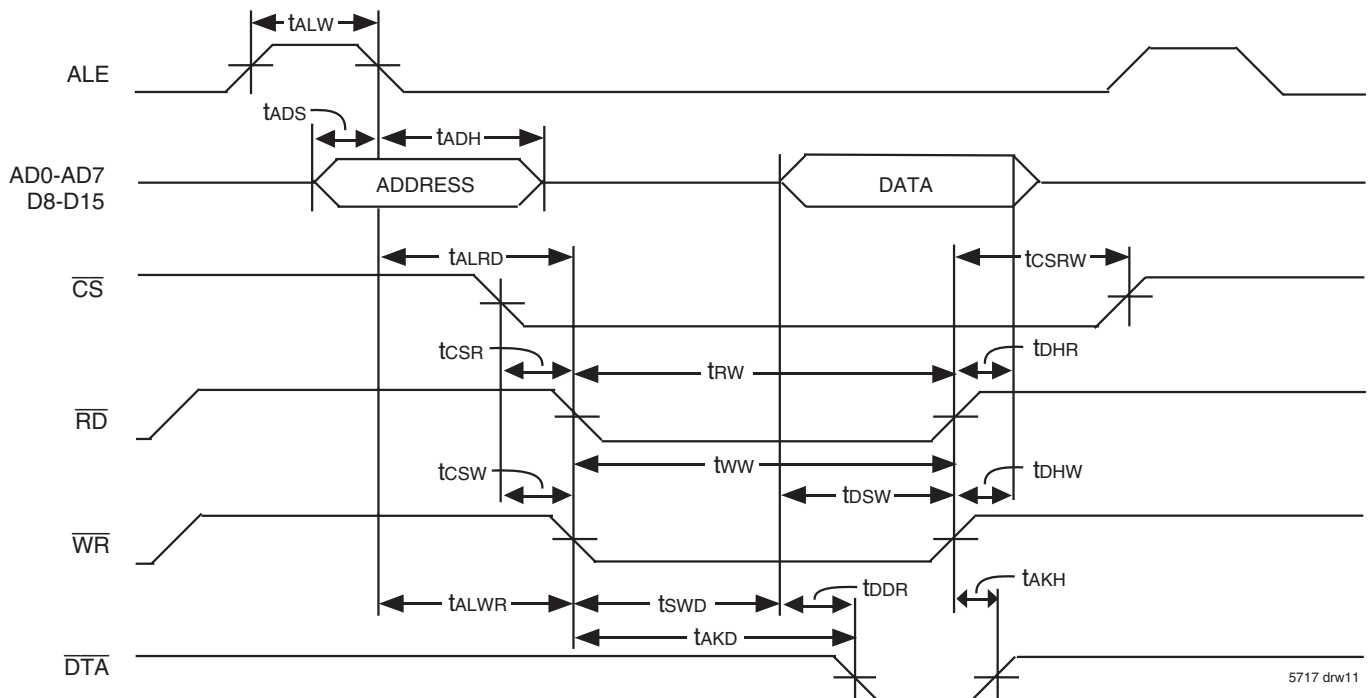 tALW
ALE
tADS
tADH
AD0-AD7
D8-D15
ADDRESS
DATA
tALRD
tCSRW
CS
tCSR
tRW
tDHR
RD
tCSW
tWW
tDHW
tDSW
WR
tALWR
tSWD
tDDR
tAKH
tAKD
DTA
5717 drw11